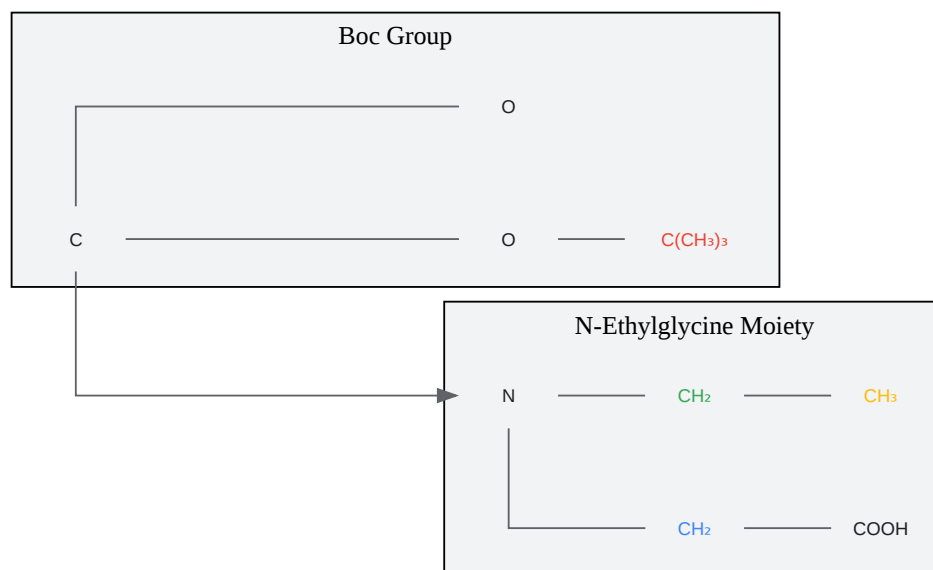 Boc Group
O
C
O
C(CH₃)₃
N-Ethylglycine Moiety
N
CH₂
CH₃
CH₂
COOH